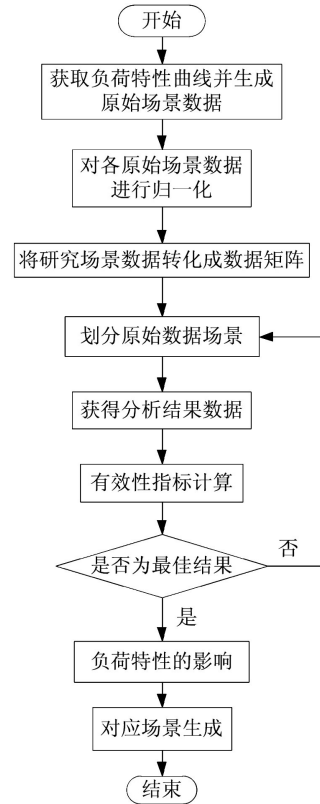 开始
获取负荷特性曲线并生成
原始场景数据
对各原始场景数据
进行归一化
将研究场景数据转化成数据矩阵
划分原始数据场景
获得分析结果数据
有效性指标计算
是否为最佳结果
否
是
负荷特性的影响
对应场景生成
结束